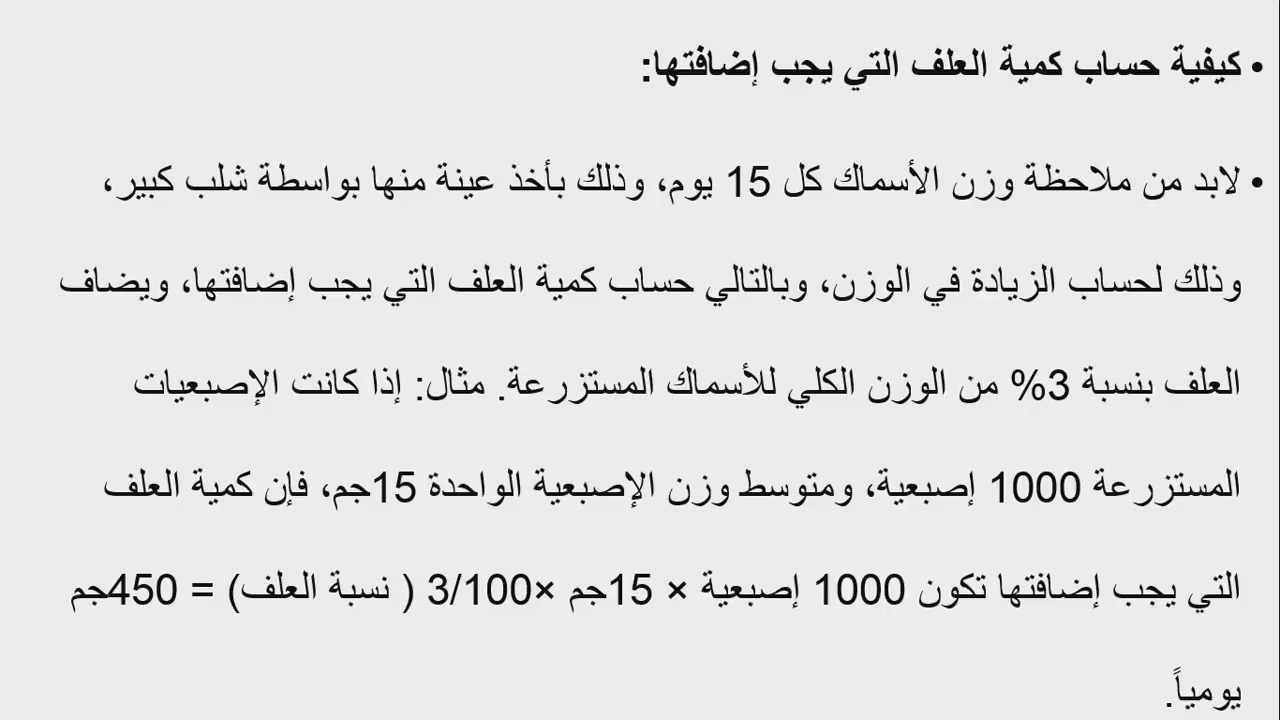 • كيفية حساب كمية العلف التي يجب إضافتها:
• لابد من ملاحظة وزن الأسماك كل 15 يوم، وذلك بأخذ عينة منها بواسطة شلب كبير،
وذلك لحساب الزيادة في الوزن، وبالتالي حساب كمية العلف التي يجب إضافتها، ويضاف
العلف بنسبة 3% من الوزن الكلي للأسماك المستزرعة. مثال: إذا كانت الإصبعيات
المستزرعة 1000 إصبعية، ومتوسط وزن الإصبعية الواحدة 15جم، فإن كمية العلف
التي يجب إضافتها تكون 1000 إصبعية × 15جم ×3/100 ( نسبة العلف) = 450جم
يومياً.